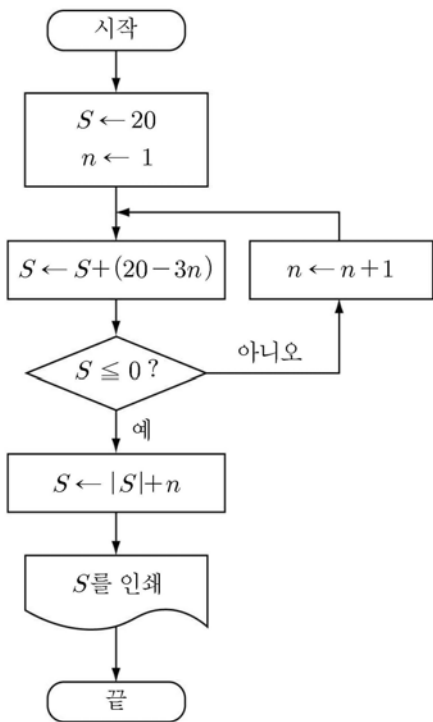 시작
S ← 20
n ← 1
S ← S + (20 − 3n)
n ← n + 1
S ≦ 0 ?
아니오
예
S ← |S| + n
S를 인쇄
끝